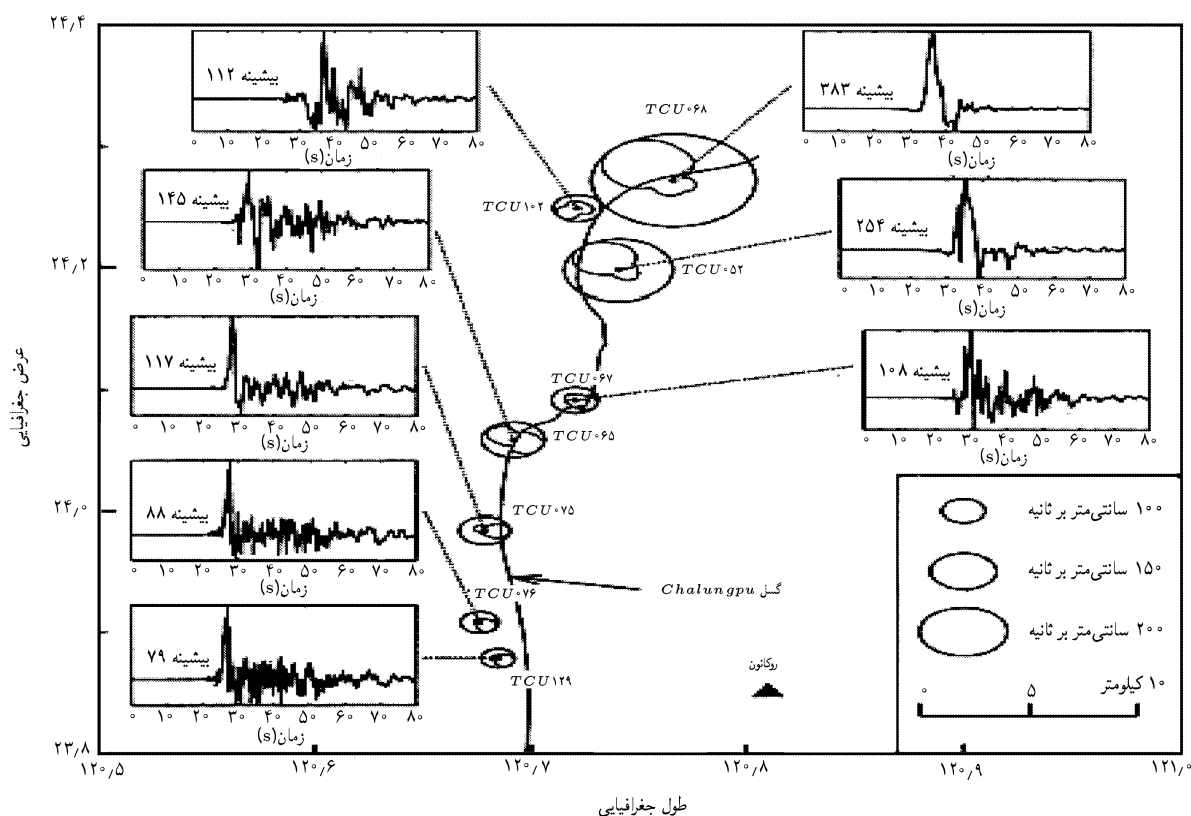 ۲۴٫۴
۲۴٫۲
۲۴٫۰
۲۳٫۸
عرض جغرافیایی
بیشینه ۱۱۲
۰ ۱۰ ۲۰ ۳۰ ۴۰ ۵۰ ۶۰ ۷۰ ۸۰
زمان(s)
بیشینه ۳۸۳
۰ ۱۰ ۲۰ ۳۰ ۴۰ ۵۰ ۶۰ ۷۰ ۸۰
زمان(s)
TCU۰۶۸
بیشینه ۱۴۵
۰ ۱۰ ۲۰ ۳۰ ۴۰ ۵۰ ۶۰ ۷۰ ۸۰
زمان(s)
TCU۱۰۲
بیشینه ۲۵۴
۰ ۱۰ ۲۰ ۳۰ ۴۰ ۵۰ ۶۰ ۷۰ ۸۰
زمان(s)
TCU۰۵۲
بیشینه ۱۱۷
۰ ۱۰ ۲۰ ۳۰ ۴۰ ۵۰ ۶۰ ۷۰ ۸۰
زمان(s)
TCU۰۶۷
بیشینه ۱۰۸
۰ ۱۰ ۲۰ ۳۰ ۴۰ ۵۰ ۶۰ ۷۰ ۸۰
زمان(s)
TCU۰۶۵
بیشینه ۸۸
۰ ۱۰ ۲۰ ۳۰ ۴۰ ۵۰ ۶۰ ۷۰ ۸۰
زمان(s)
TCU۰۷۵
گسل Chalungpu
TCU۰۷۶
بیشینه ۷۹
۰ ۱۰ ۲۰ ۳۰ ۴۰ ۵۰ ۶۰ ۷۰ ۸۰
زمان(s)
TCU۱۲۹
روکانون
۱۰۰ سانتی‌متر بر ثانیه
۱۵۰ سانتی‌متر بر ثانیه
۲۰۰ سانتی‌متر بر ثانیه
۰ ۵ ۱۰ کیلومتر
۱۲۰٫۵ ۱۲۰٫۶ ۱۲۰٫۷ ۱۲۰٫۸ ۱۲۰٫۹ ۱۲۱٫۰
طول جغرافیایی